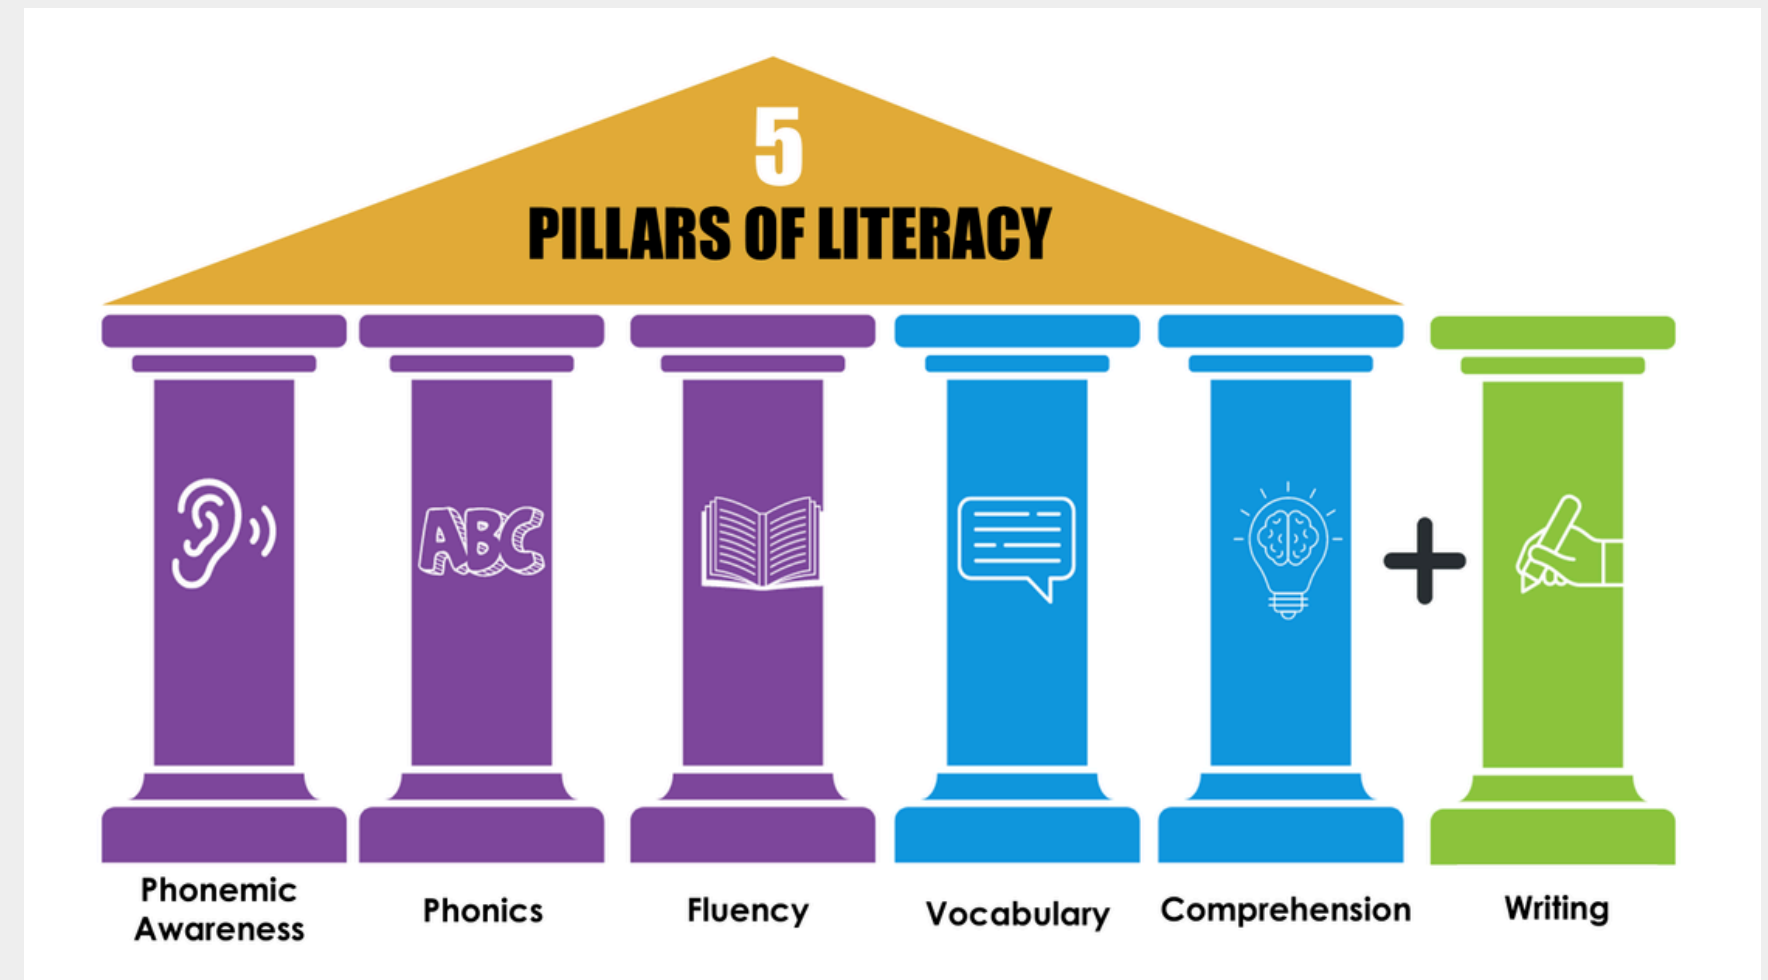 5
PILLARS OF LITERACY
ABC
+
Phonemic
Awareness
Phonics
Fluency
Vocabulary
Comprehension
Writing